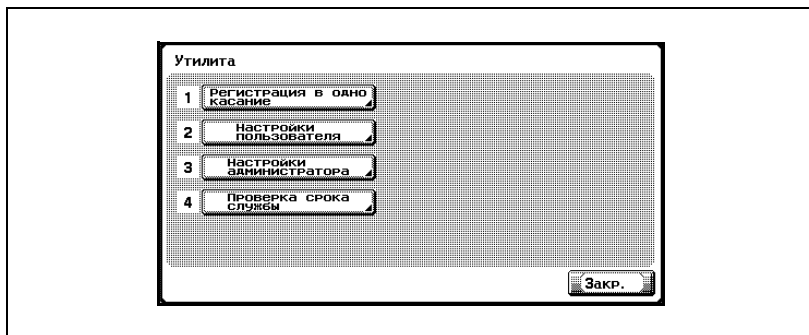 Утилита
1 Регистрация в одно
касание
2 Настройки
пользователя
3 Настройки
администратора
4 Проверка срока
службы
Закр.